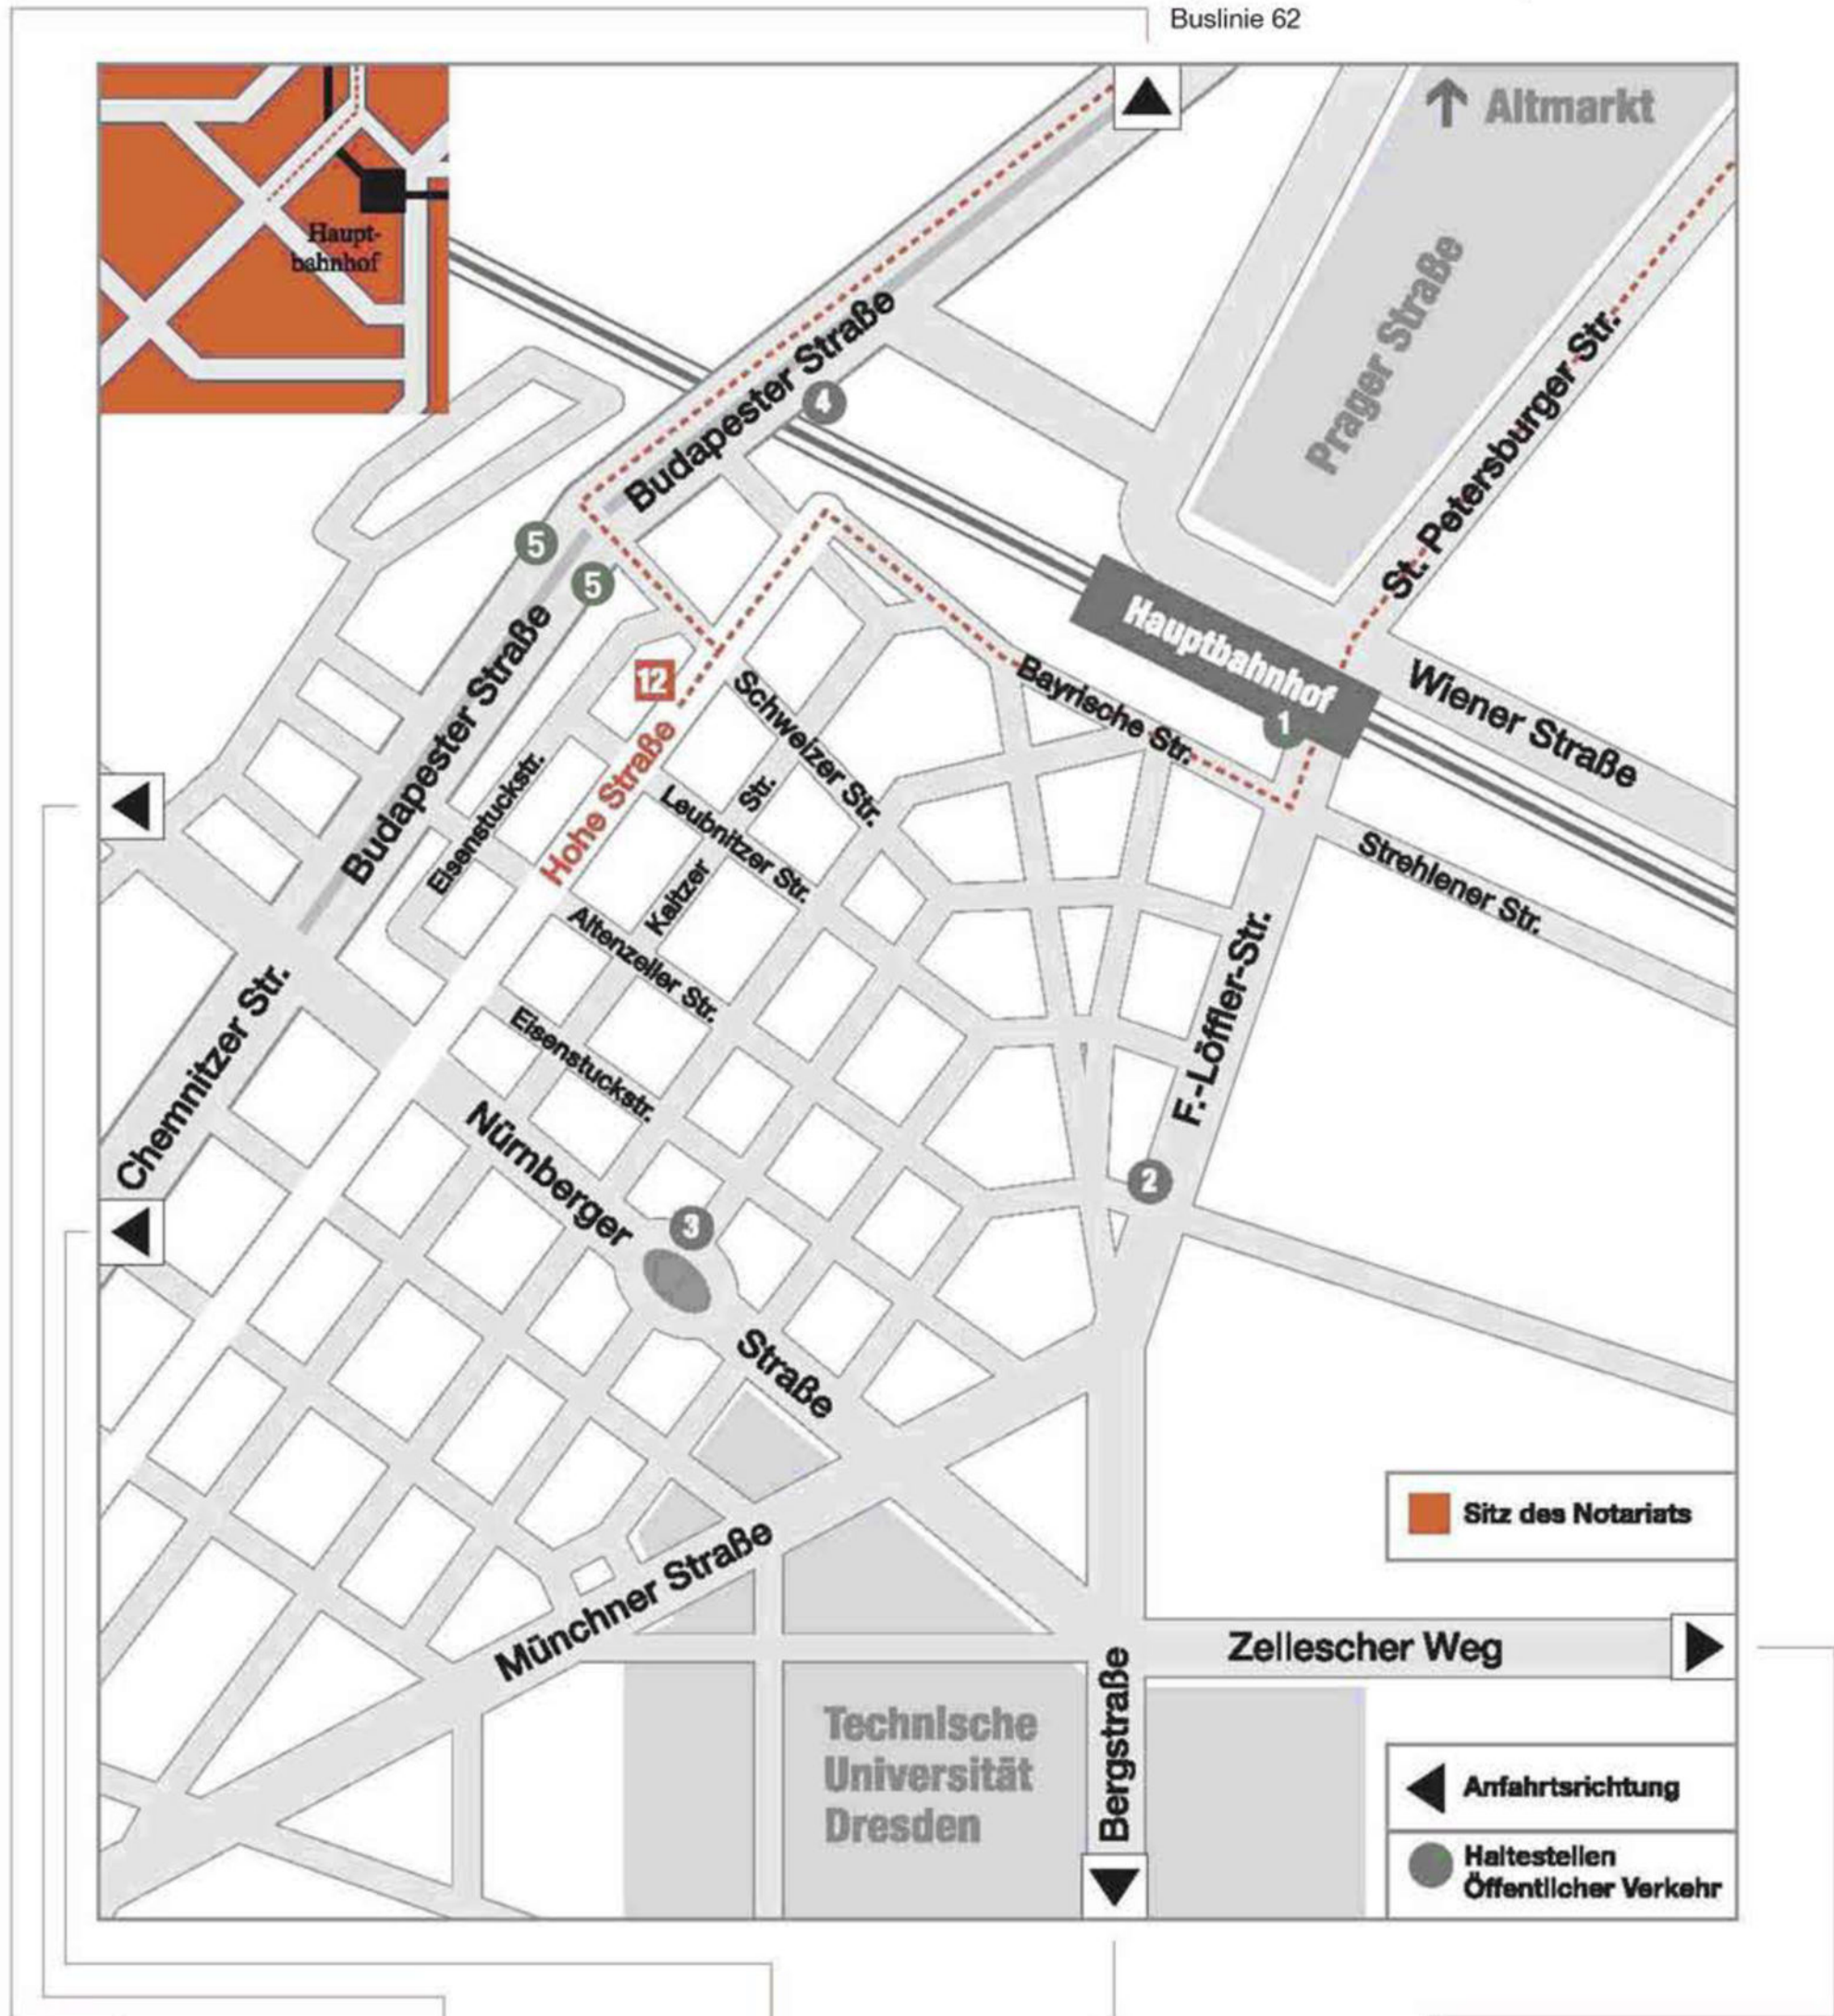 Buslinie 62
Altmarkt
Haupt-
bahnhof
Prager Straße
Budapester Straße
St. Petersburger Str.
4
5
5
Hauptbahnhof
1
12
Budapester Straße
Wiener Straße
Bayrische Str.
Schweizer Str.
Hohe Straße
Eisenstuckstr.
Leubnitzer Str.
Kaitzer
Str.
Strehlener Str.
Altenzeller Str.
F.-Löffler-Str.
Chemnitzer Str.
Eisenstuckstr.
Nürnberger
Straße
2
3
Sitz des Notariats
Münchner Straße
Zellescher Weg
Technische
Universität
Dresden
Bergstraße
Anfahrtsrichtung
Haltestellen
Öffentlicher Verkehr